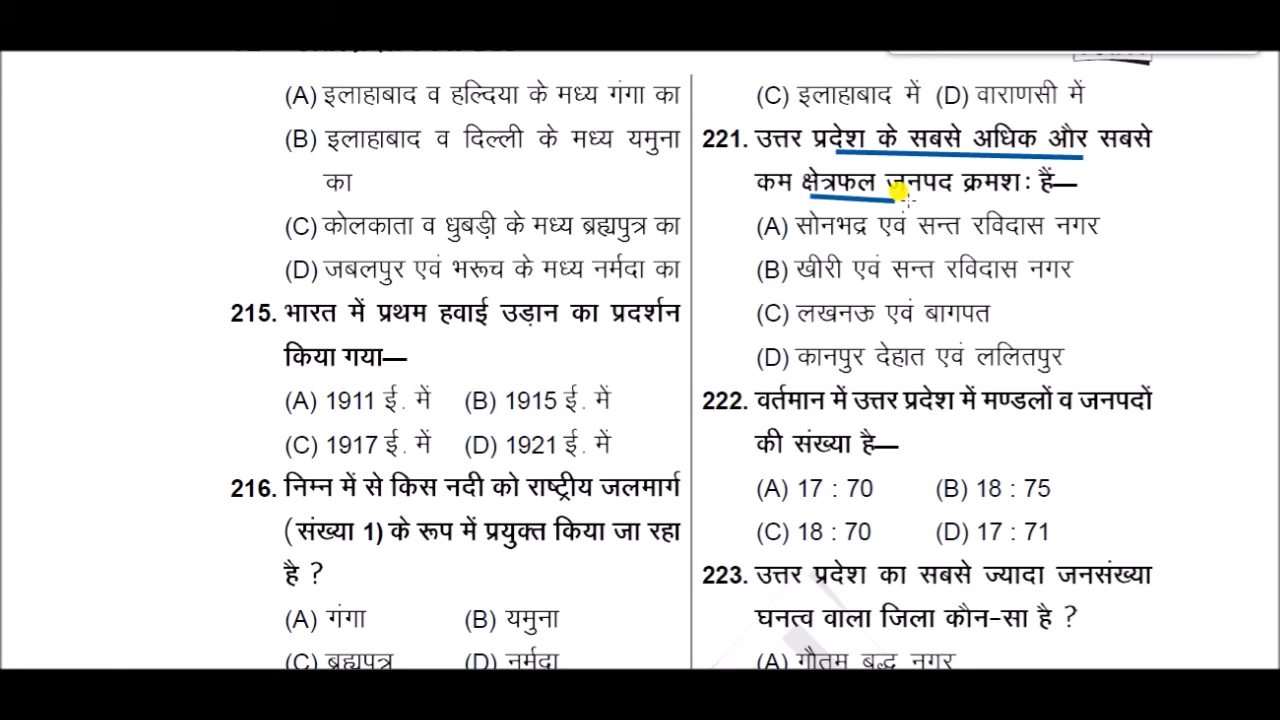 (A) इलाहाबाद व हल्दिया के मध्य गंगा का
(B) इलाहाबाद व दिल्ली के मध्य यमुना
का
(C) कोलकाता व धुबड़ी के मध्य ब्रह्मपुत्र का
(D) जबलपुर एवं भरूच के मध्य नर्मदा का
215. भारत में प्रथम हवाई उड़ान का प्रदर्शन
किया गया—
(A) 1911 ई. में (B) 1915 ई. में
(C) 1917 ई. में (D) 1921 ई. में
216. निम्न में से किस नदी को राष्ट्रीय जलमार्ग
(संख्या 1) के रूप में प्रयुक्त किया जा रहा
है ?
(A) गंगा (B) यमुना
(C) ब्रह्मपुत्र (D) नर्मदा
(C) इलाहाबाद में (D) वाराणसी में
221. उत्तर प्रदेश के सबसे अधिक और सबसे
कम क्षेत्रफल जनपद क्रमश: हैं—
(A) सोनभद्र एवं सन्त रविदास नगर
(B) खीरी एवं सन्त रविदास नगर
(C) लखनऊ एवं बागपत
(D) कानपुर देहात एवं ललितपुर
222. वर्तमान में उत्तर प्रदेश में मण्डलों व जनपदों
की संख्या है—
(A) 17 : 70 (B) 18 : 75
(C) 18 : 70 (D) 17 : 71
223. उत्तर प्रदेश का सबसे ज्यादा जनसंख्या
घनत्व वाला जिला कौन-सा है ?
(A) गौतम बुद्ध नगर